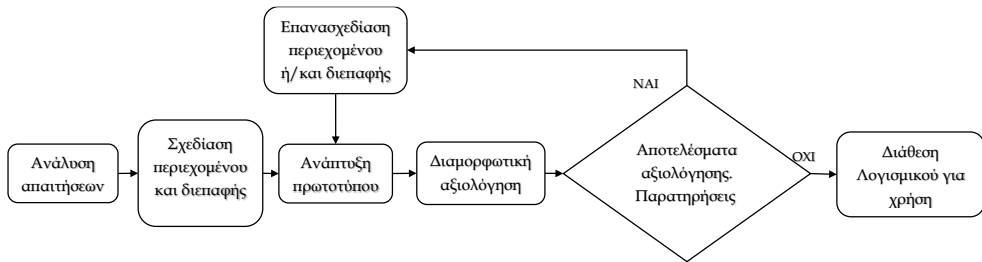 Επανασχεδίαση
περιεχομένου
ή/και διεπαφής
ΝΑΙ
Ανάλυση
απαιτήσεων
Σχεδίαση
περιεχομένου
και διεπαφής
Ανάπτυξη
πρωτοτύπου
Διαμορφωτική
αξιολόγηση
Αποτελέσματα
αξιολόγησης.
Παρατηρήσεις
ΟΧΙ
Διάθεση
Λογισμικού για
χρήση